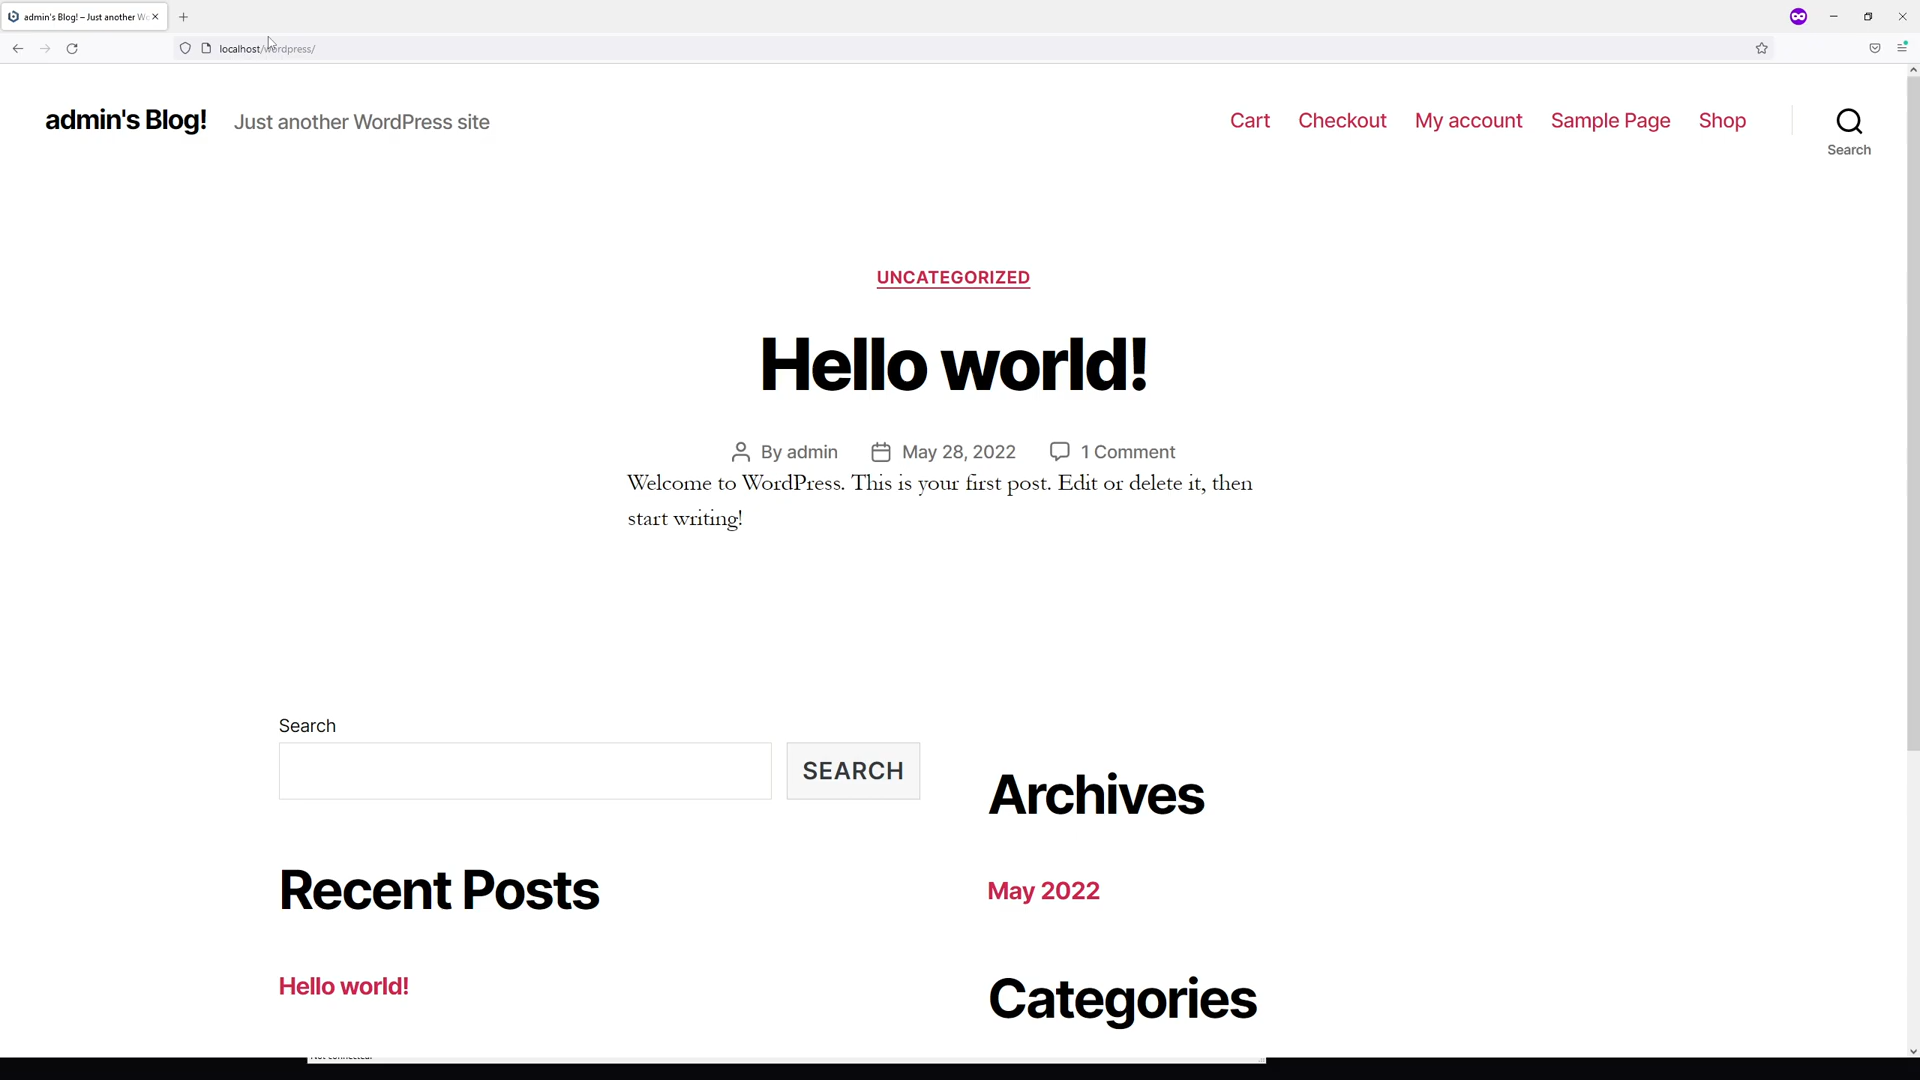 admin's Blog! – Just another Wo
localhost/wordpress/
admin's Blog!
Just another WordPress site
Cart
Checkout
My account
Sample Page
Shop
Search
UNCATEGORIZED
Hello world!
By admin
May 28, 2022
1 Comment
Welcome to WordPress. This is your first post. Edit or delete it, then
start writing!
Search
SEARCH
Archives
Recent Posts
May 2022
Hello world!
Categories